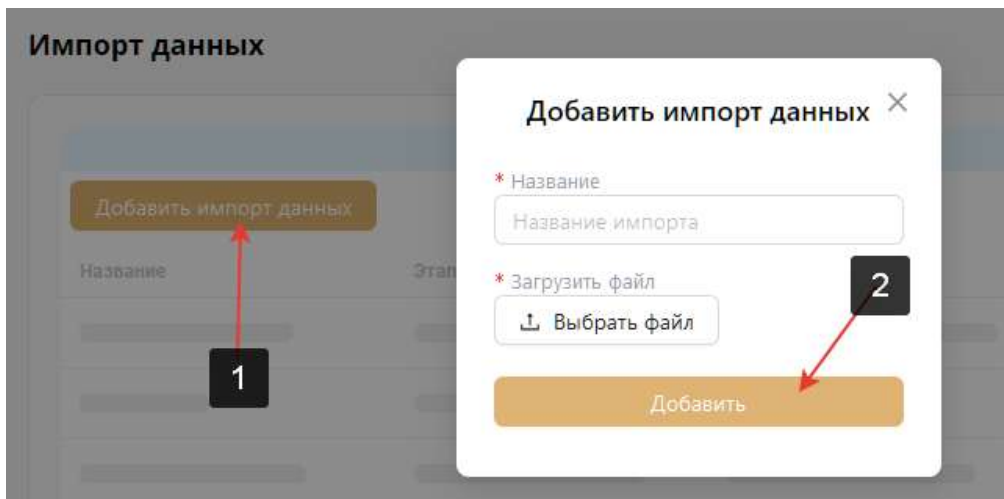 Импорт данных
Добавить импорт данных
Название
Этап
1
Добавить импорт данных
* Название
Название импорта
* Загрузить файл
Выбрать файл
2
Добавить